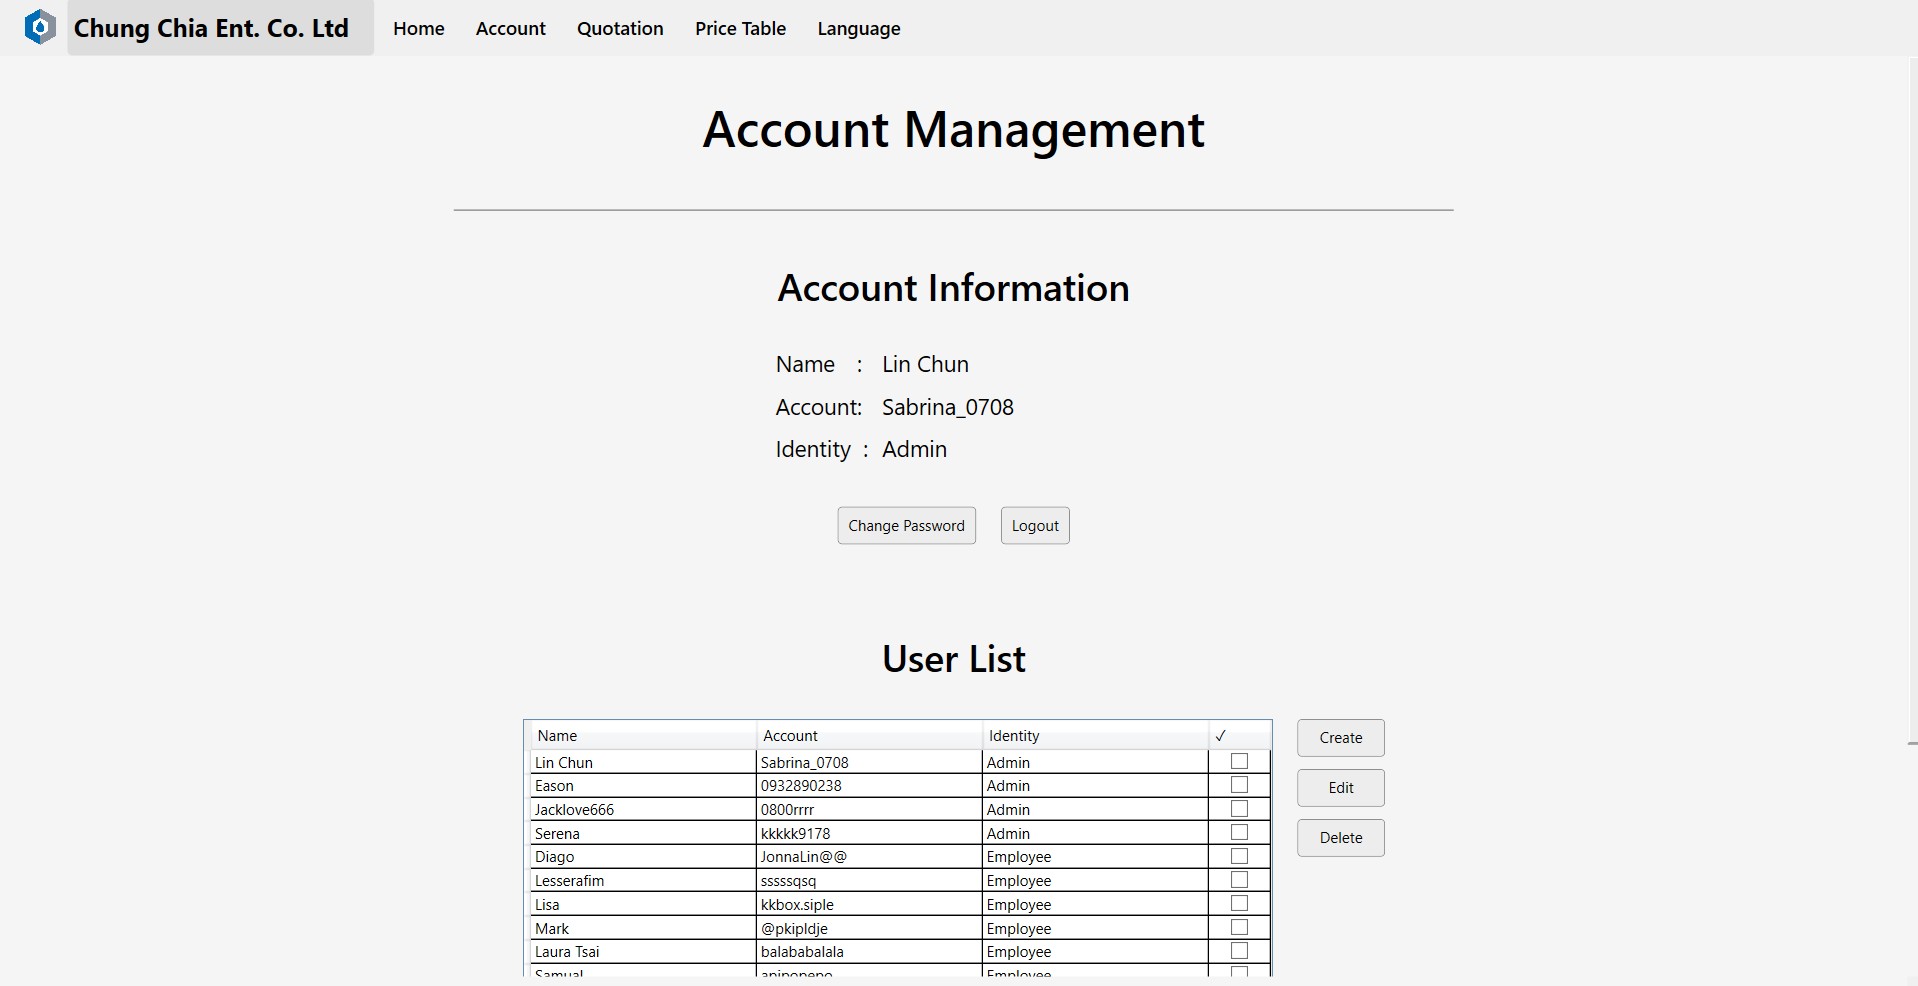 Chung Chia Ent. Co. Ltd Home Account Quotation Price Table Language
Account Management
Account Information
Name : Lin Chun
Account: Sabrina_0708
Identity : Admin
Change Password Logout
User List
Name Account Identity ✓ Create
Lin Chun Sabrina_0708 Admin
Eason 0932890238 Admin Edit
Jacklove666 0800rrrr Admin
Serena kkkkk9178 Admin Delete
Diago JonnaLin@@ Employee
Lesserafim sssssqsq Employee
Lisa kkbox.siple Employee
Mark @pkipldje Employee
Laura Tsai balababalala Employee
Samual Employee